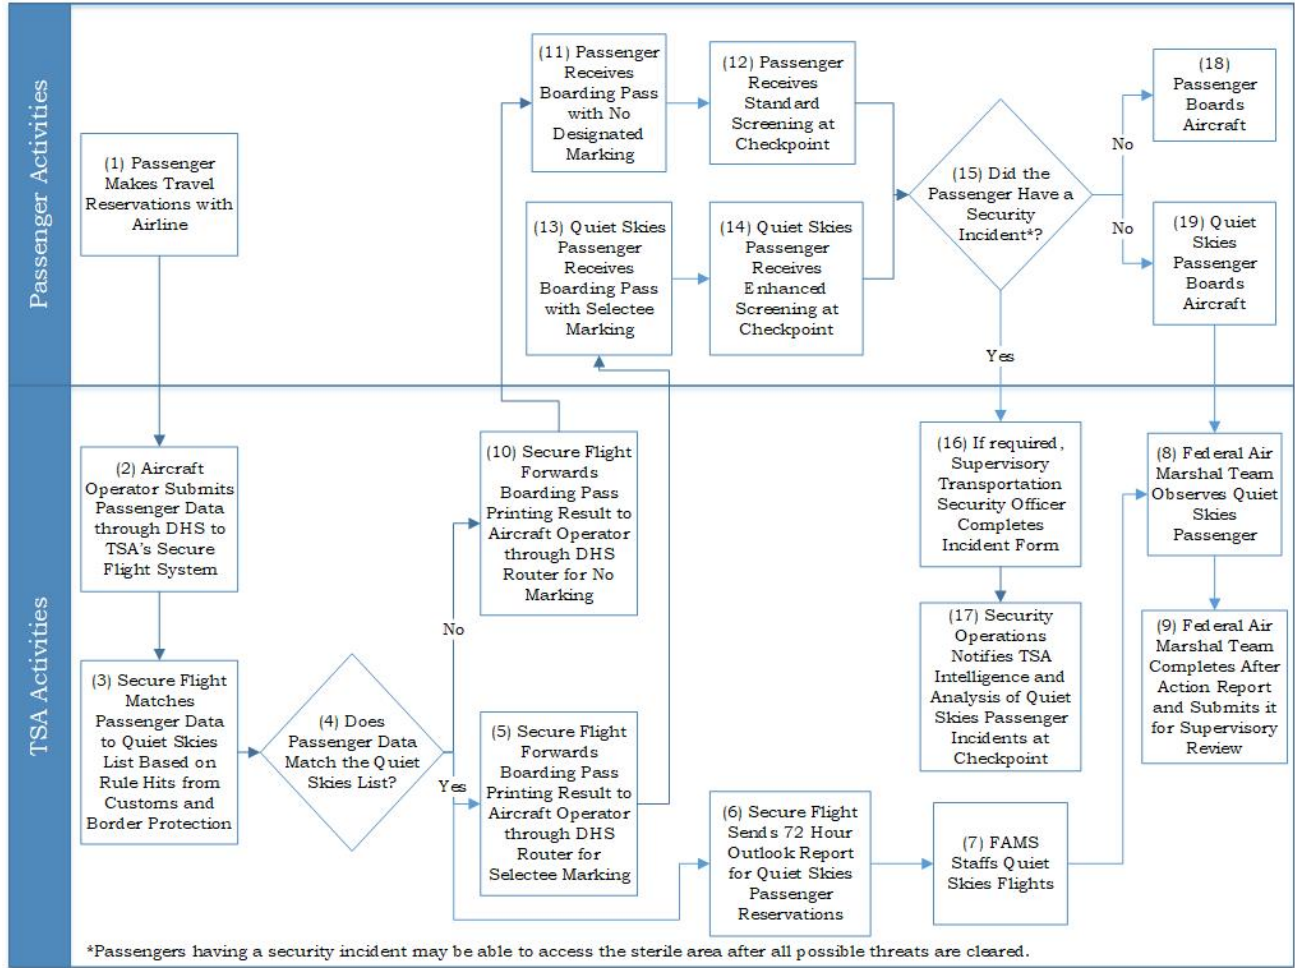 Passenger Activities
(1) Passenger
Makes Travel
Reservations with
Airline
(11) Passenger
Receives
Boarding Pass
with No
Designated
Marking
(12) Passenger
Receives
Standard
Screening at
Checkpoint
(13) Quiet Skies
Passenger
Receives
Boarding Pass
with Selectee
Marking
(14) Quiet Skies
Passenger
Receives
Enhanced
Screening at
Checkpoint
(15) Did the
Passenger Have a
Security
Incident*?
No
No
Yes
(18)
Passenger
Boards
Aircraft
(19) Quiet
Skies
Passenger
Boards
Aircraft
TSA Activities
(2) Aircraft
Operator Submits
Passenger Data
through DHS to
TSA's Secure
Flight System
(3) Secure Flight
Matches
Passenger Data
to Quiet Skies
List Based on
Rule Hits from
Customs and
Border Protection
(4) Does
Passenger Data
Match the Quiet
Skies List?
No
Yes
(10) Secure Flight
Forwards
Boarding Pass
Printing Result to
Aircraft Operator
through DHS
Router for No
Marking
(5) Secure Flight
Forwards
Boarding Pass
Printing Result to
Aircraft Operator
through DHS
Router for
Selectee Marking
(6) Secure Flight
Sends 72 Hour
Outlook Report
for Quiet Skies
Passenger
Reservations
(7) FAMS
Staffs Quiet
Skies Flights
(16) If required,
Supervisory
Transportation
Security Officer
Completes
Incident Form
(17) Security
Operations
Notifies TSA
Intelligence and
Analysis of Quiet
Skies Passenger
Incidents at
Checkpoint
(8) Federal Air
Marshal Team
Observes Quiet
Skies
Passenger
(9) Federal Air
Marshal Team
Completes After
Action Report
and Submits it
for Supervisory
Review
*Passengers having a security incident may be able to access the sterile area after all possible threats are cleared.